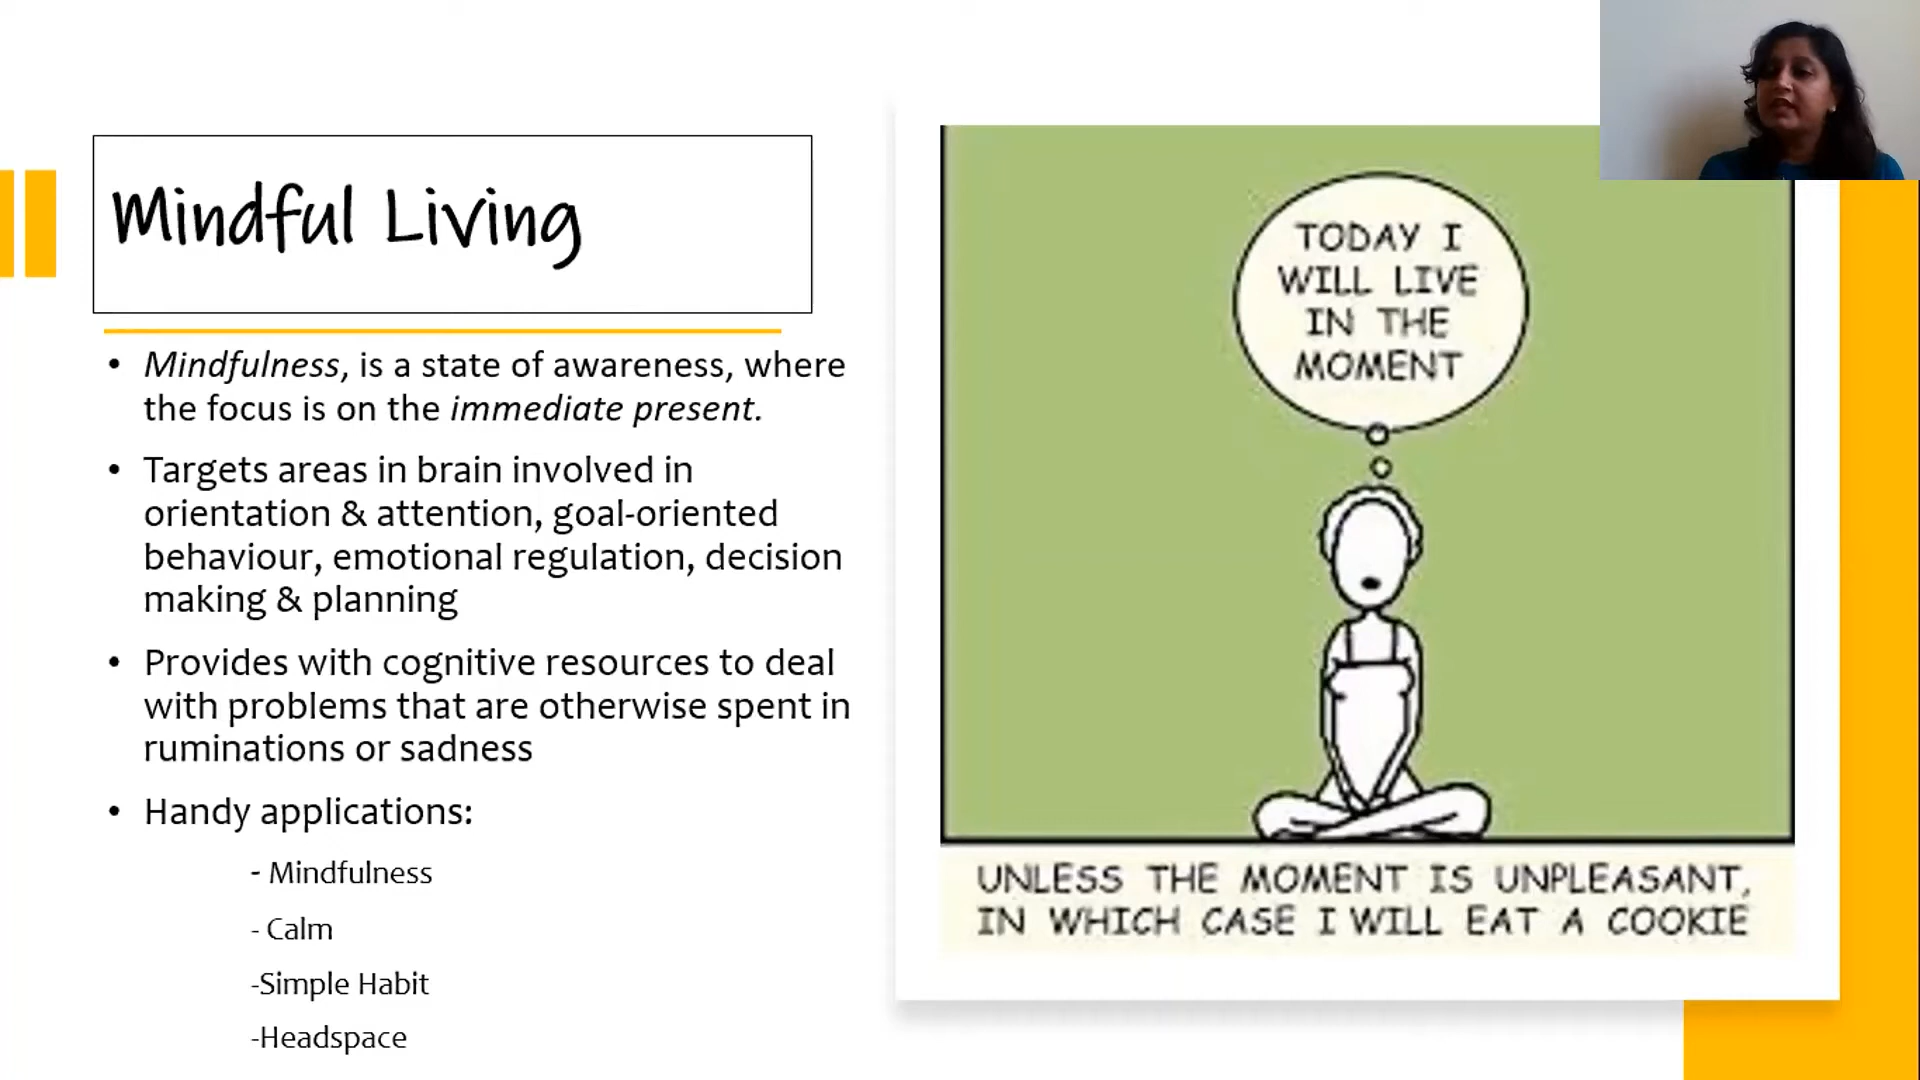 Mindful Living
• Mindfulness, is a state of awareness, where
the focus is on the immediate present.
• Targets areas in brain involved in
orientation & attention, goal-oriented
behaviour, emotional regulation, decision
making & planning
• Provides with cognitive resources to deal
with problems that are otherwise spent in
ruminations or sadness
• Handy applications:
- Mindfulness
- Calm
-Simple Habit
-Headspace
TODAY I
WILL LIVE
IN THE
MOMENT
UNLESS THE MOMENT IS UNPLEASANT,
IN WHICH CASE I WILL EAT A COOKIE